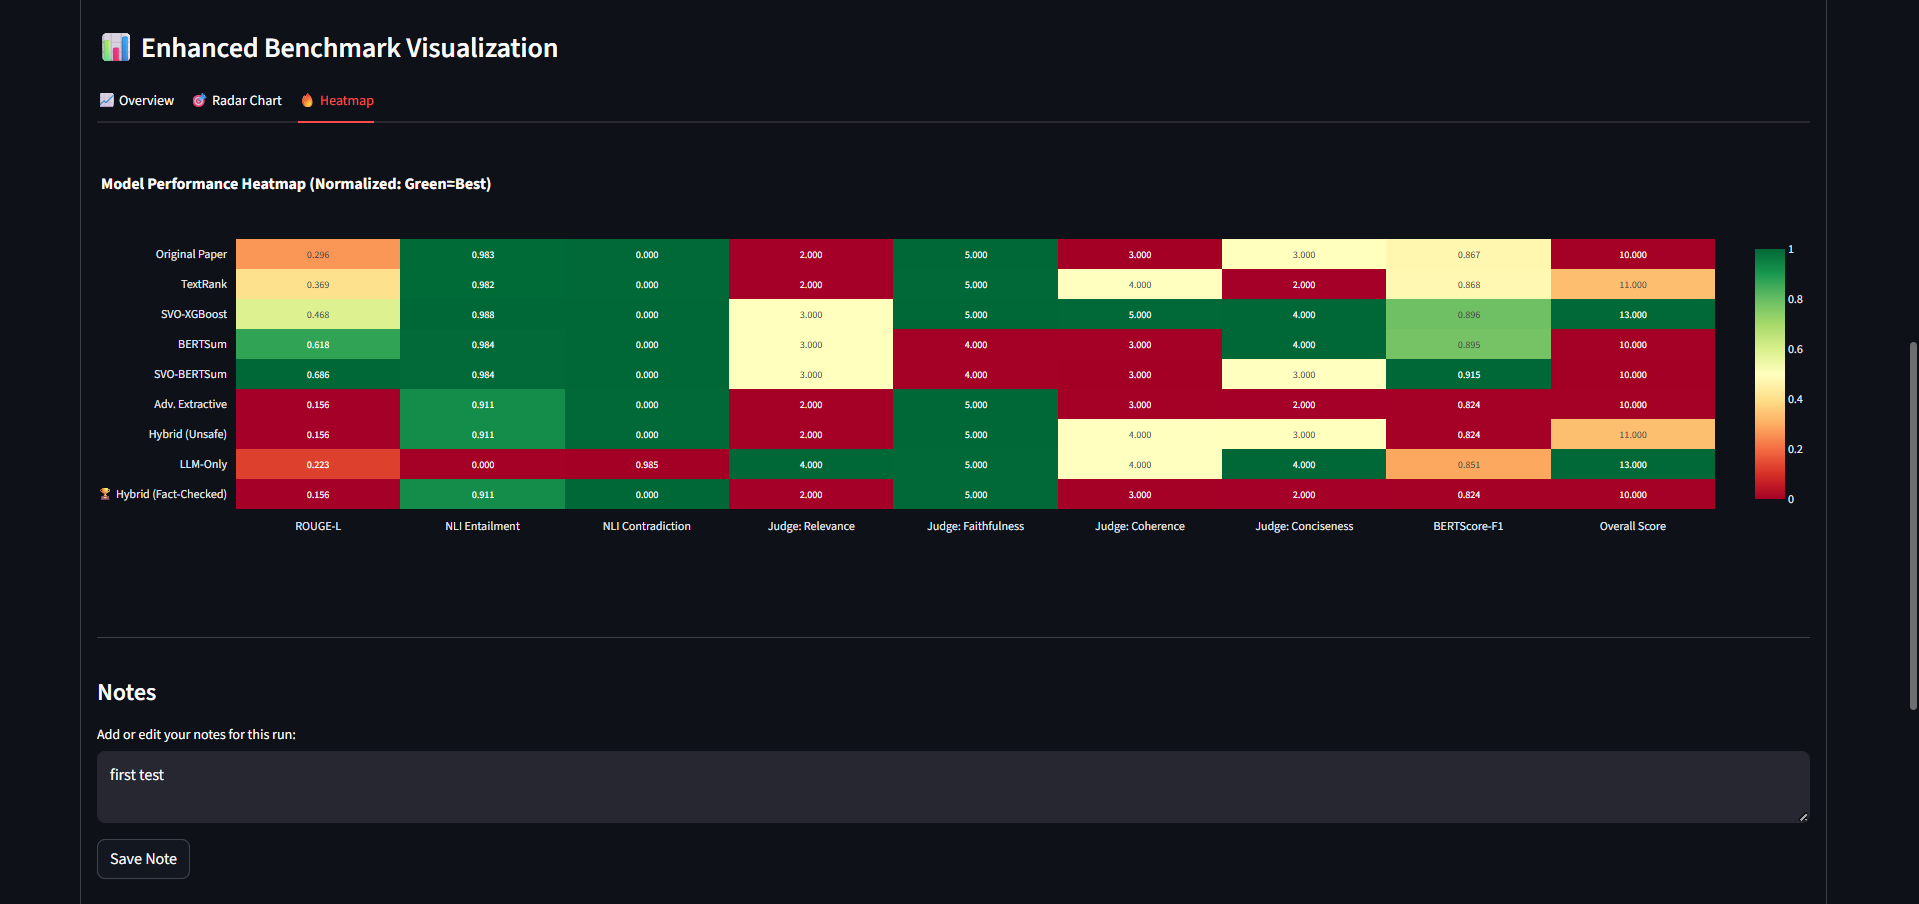 📊 Enhanced Benchmark Visualization
📈 Overview 🎯 Radar Chart 🔥 Heatmap
Model Performance Heatmap (Normalized: Green=Best)
Original Paper 0.296 0.983 0.000 2.000 5.000 3.000 3.000 0.867 10.000
TextRank 0.369 0.982 0.000 2.000 5.000 4.000 2.000 0.868 11.000
SVO-XGBoost 0.468 0.988 0.000 3.000 5.000 5.000 4.000 0.896 13.000
BERTSum 0.618 0.984 0.000 3.000 4.000 3.000 4.000 0.895 10.000
SVO-BERTSum 0.686 0.984 0.000 3.000 4.000 3.000 3.000 0.915 10.000
Adv. Extractive 0.156 0.911 0.000 2.000 5.000 3.000 2.000 0.824 10.000
Hybrid (Unsafe) 0.156 0.911 0.000 2.000 5.000 4.000 3.000 0.824 11.000
LLM-Only 0.223 0.000 0.985 4.000 5.000 4.000 4.000 0.851 13.000
🏆 Hybrid (Fact-Checked) 0.156 0.911 0.000 2.000 5.000 3.000 2.000 0.824 10.000
ROUGE-L NLI Entailment NLI Contradiction Judge: Relevance Judge: Faithfulness Judge: Coherence Judge: Conciseness BERTScore-F1 Overall Score
1
0.8
0.6
0.4
0.2
0
Notes
Add or edit your notes for this run:
first test
Save Note